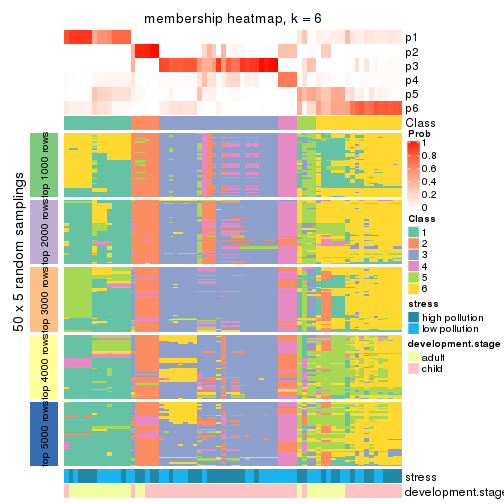 membership heatmap, k = 6
p1
p2
p3
p4
p5
p6
Class
Prob
1
0.8
0.6
0.4
0.2
0
Class
1
2
3
4
5
6
stress
high pollution
low pollution
development.stage
adult
child
50 x 5 random samplings
top 1000 rows
top 2000 rows
top 3000 rows
top 4000 rows
top 5000 rows
stress
development.stage